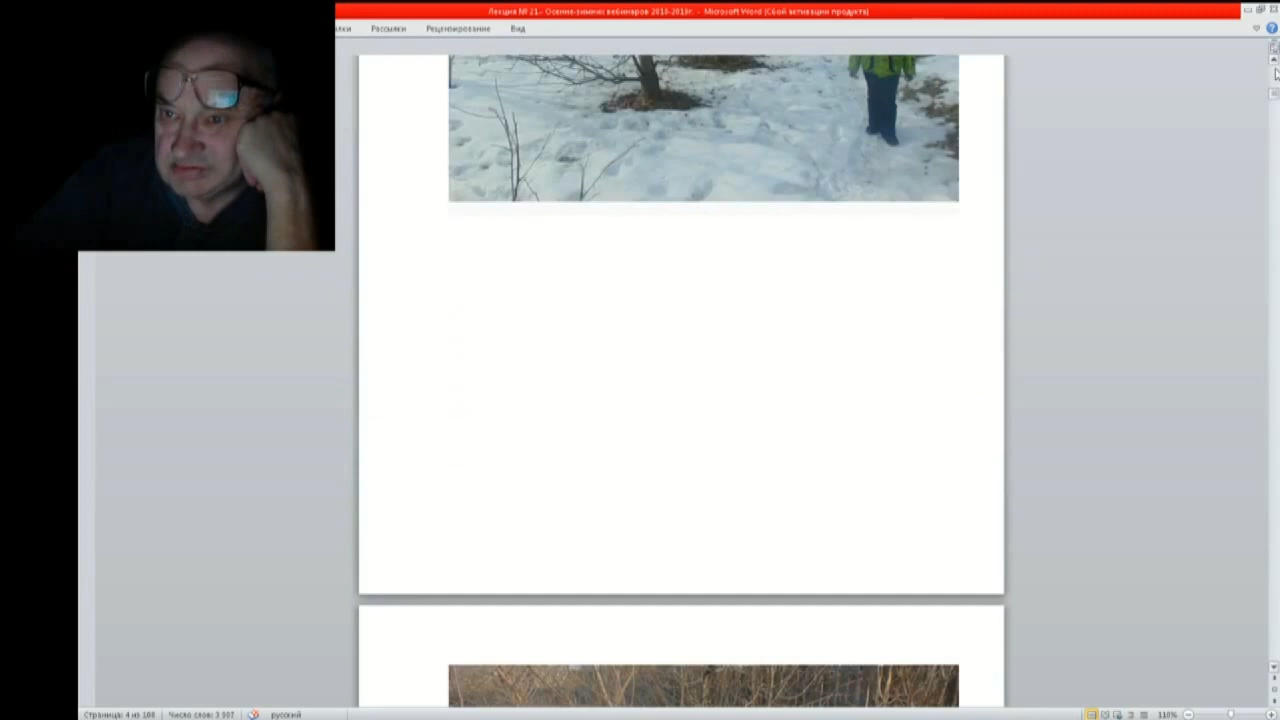 Лекция № 21.- Осенне-зимних вебинаров 2018-2019г. - Microsoft Word (Сбой активации продукта)
лки Рассылки Рецензирование Вид
Страница: 4 из 108 Число слов: 3 907 русский 110%